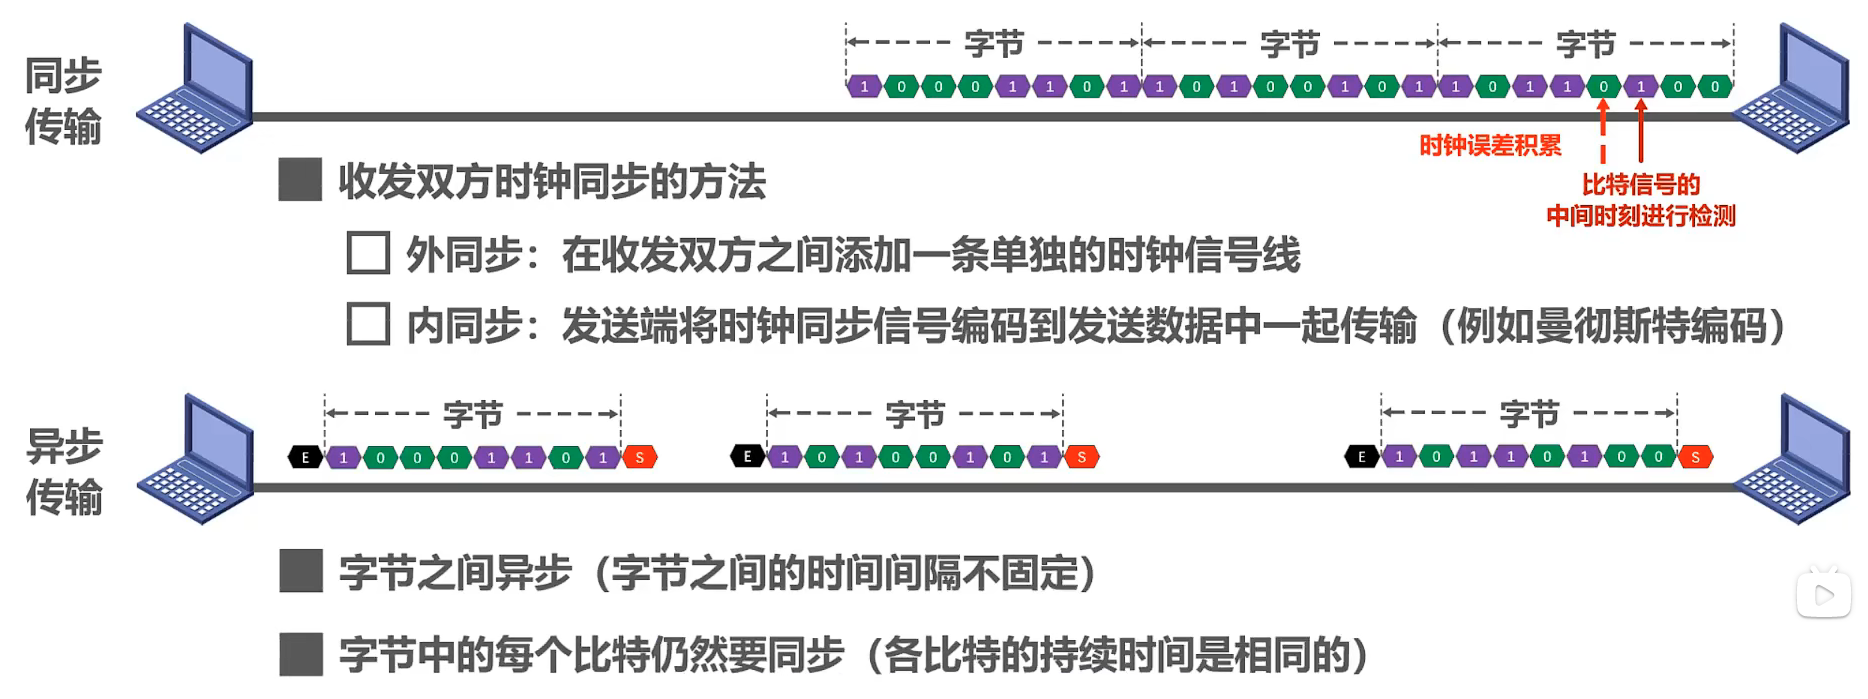 同步
传输
字节 字节 字节
1 0 0 0 1 1 0 1 1 0 1 0 0 1 0 1 1 0 1 1 0 1 0 0
时钟误差积累
比特信号的
中间时刻进行检测
收发双方时钟同步的方法
外同步：在收发双方之间添加一条单独的时钟信号线
内同步：发送端将时钟同步信号编码到发送数据中一起传输（例如曼彻斯特编码）
异步
传输
字节 字节 字节
E 1 0 0 0 1 1 0 1 S E 1 0 1 0 0 1 0 1 S E 1 0 1 1 0 1 0 0 S
字节之间异步（字节之间的时间间隔不固定）
字节中的每个比特仍然要同步（各比特的持续时间是相同的）